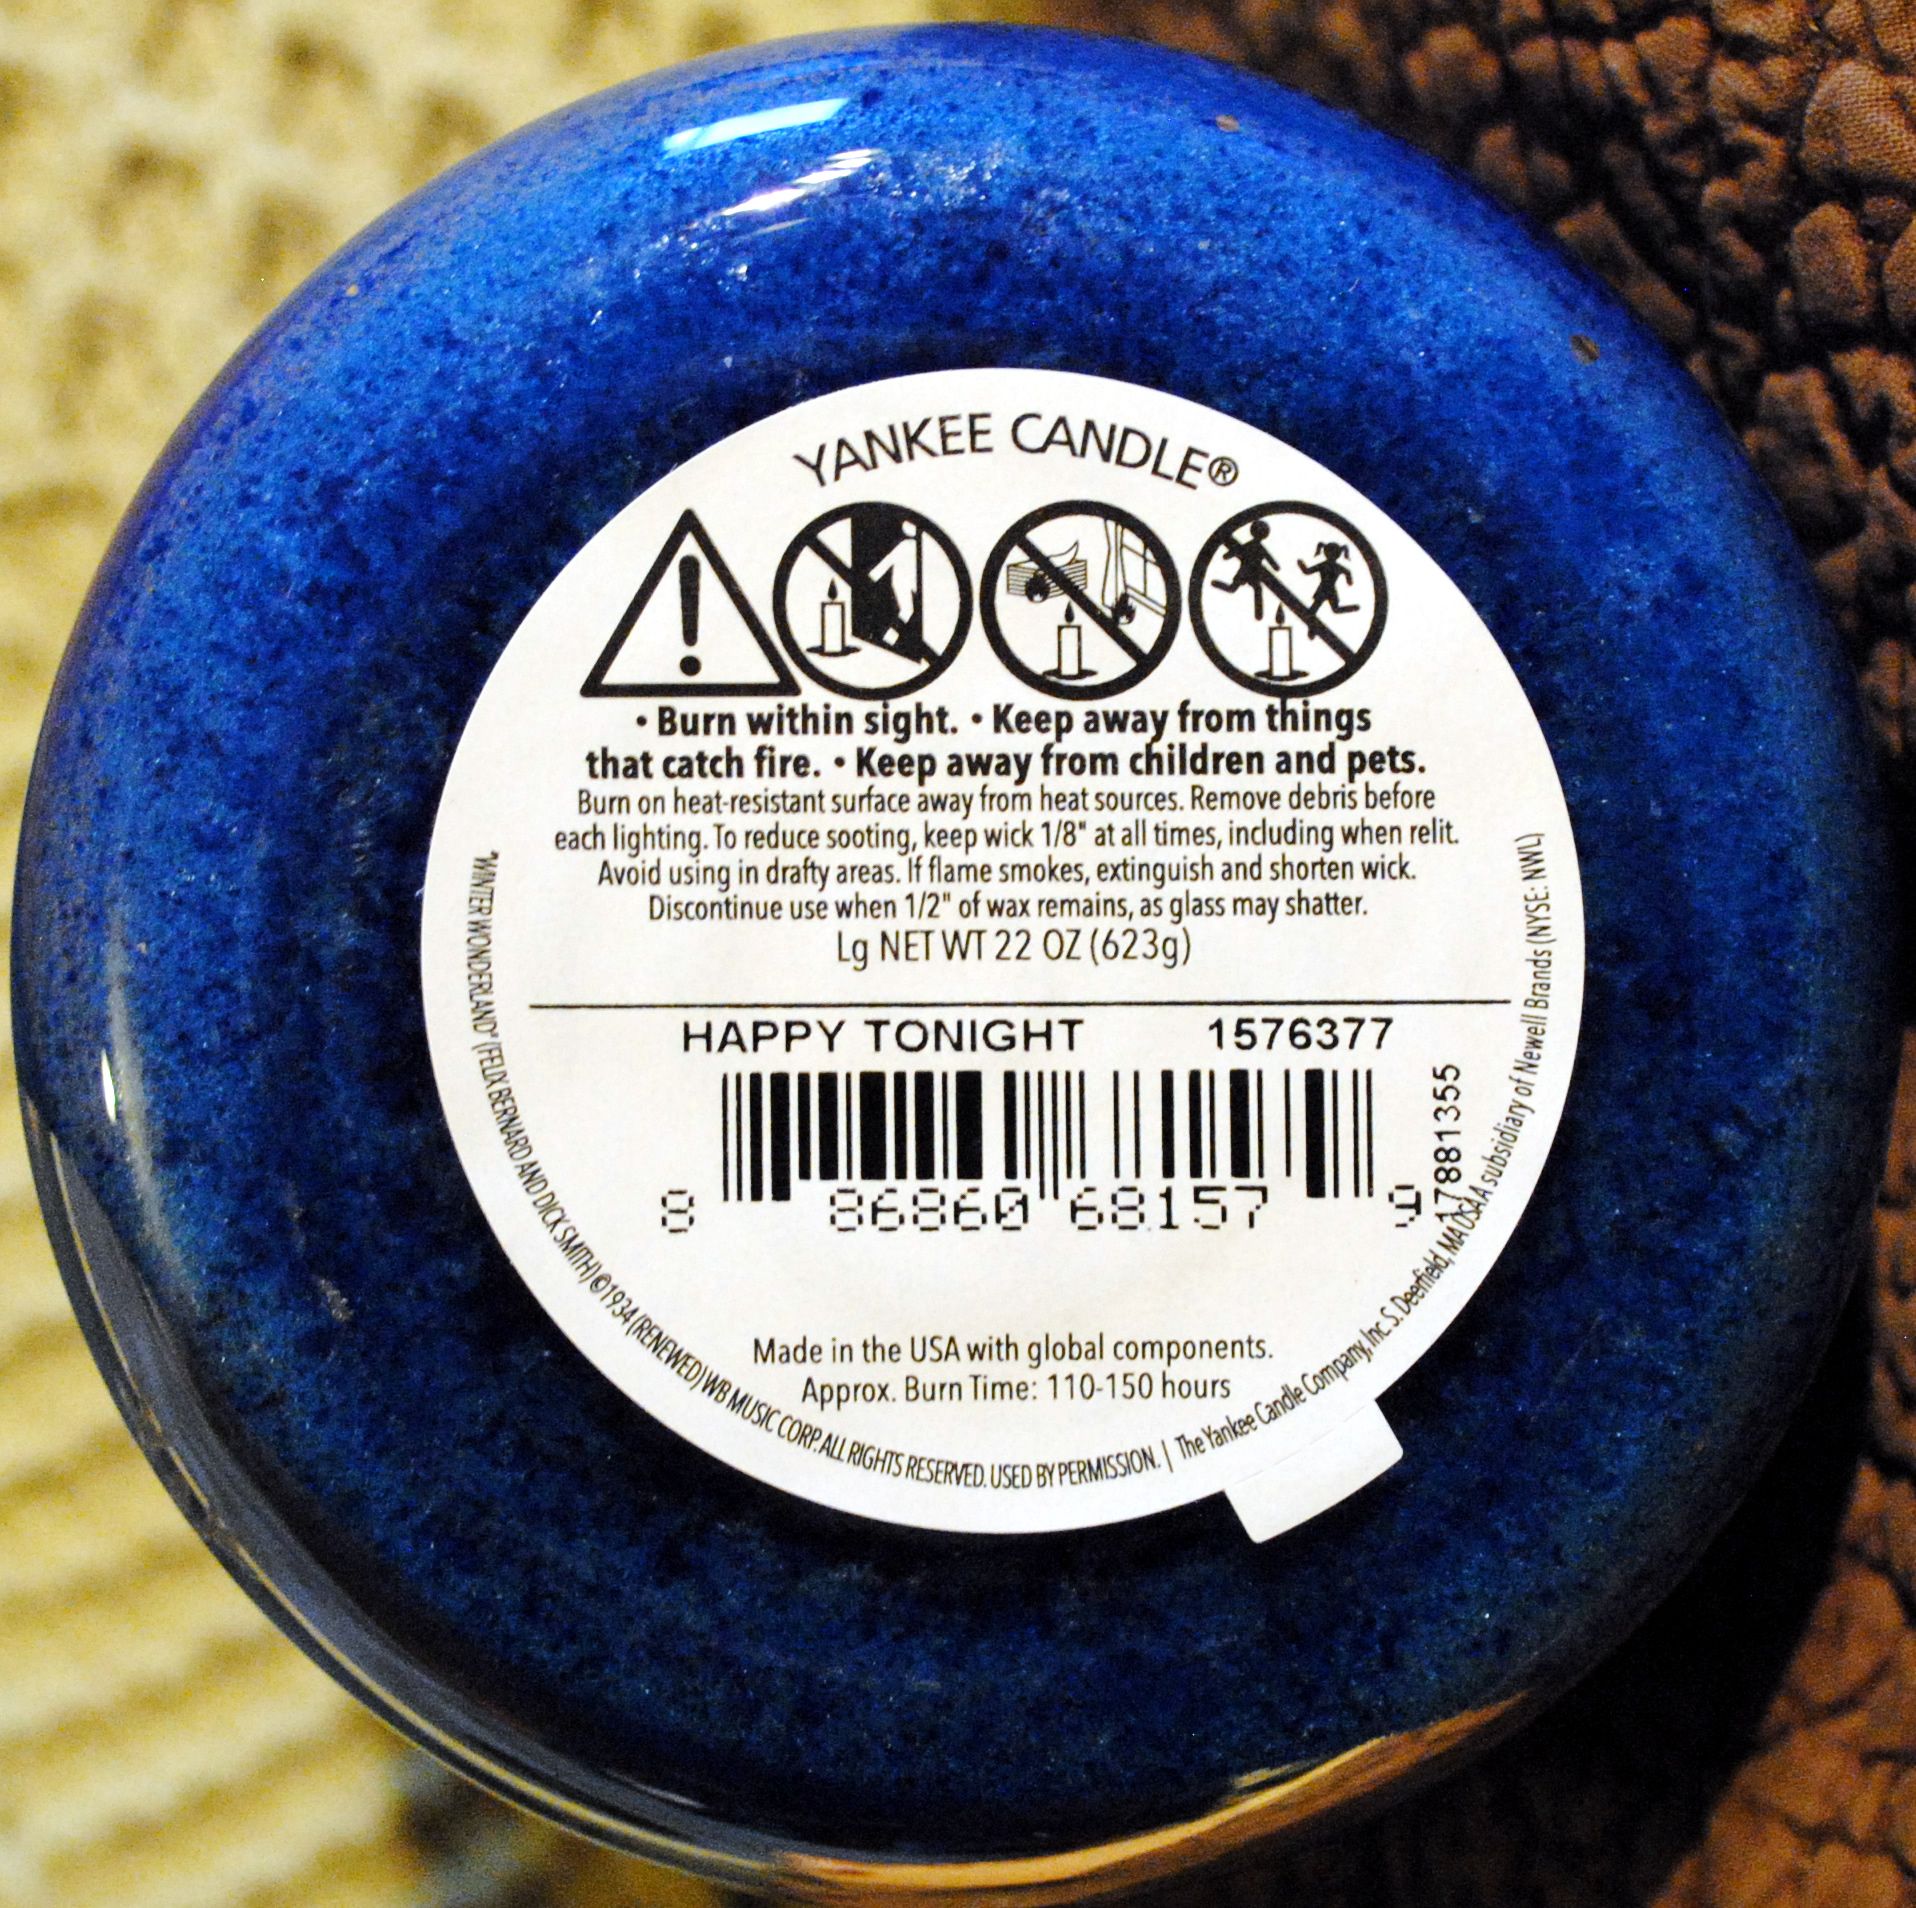 YANKEE CANDLE®
• Burn within sight. • Keep away from things
that catch fire. • Keep away from children and pets.
Burn on heat-resistant surface away from heat sources. Remove debris before
each lighting. To reduce sooting, keep wick 1/8" at all times, including when relit.
Avoid using in drafty areas. If flame smokes, extinguish and shorten wick.
Discontinue use when 1/2" of wax remains, as glass may shatter.
Lg NET WT 22 OZ (623g)
HAPPY TONIGHT 1576377
8 86860 68157 9
17881355
Made in the USA with global components.
Approx. Burn Time: 110-150 hours
"WINTER WONDERLAND" (FELIX BERNARD AND DICK SMITH) ©1934 (RENEWED) WB MUSIC CORP. ALL RIGHTS RESERVED. USED BY PERMISSION. | The Yankee Candle Company, Inc S. Deerfield, MA subsidiary of Newell Brands (NYSE: NWL)